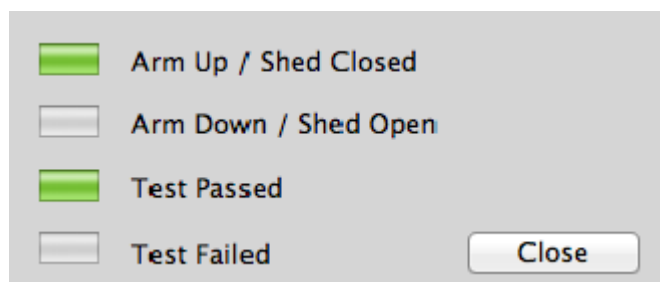 Arm Up / Shed Closed
Arm Down / Shed Open
Test Passed
Test Failed
Close